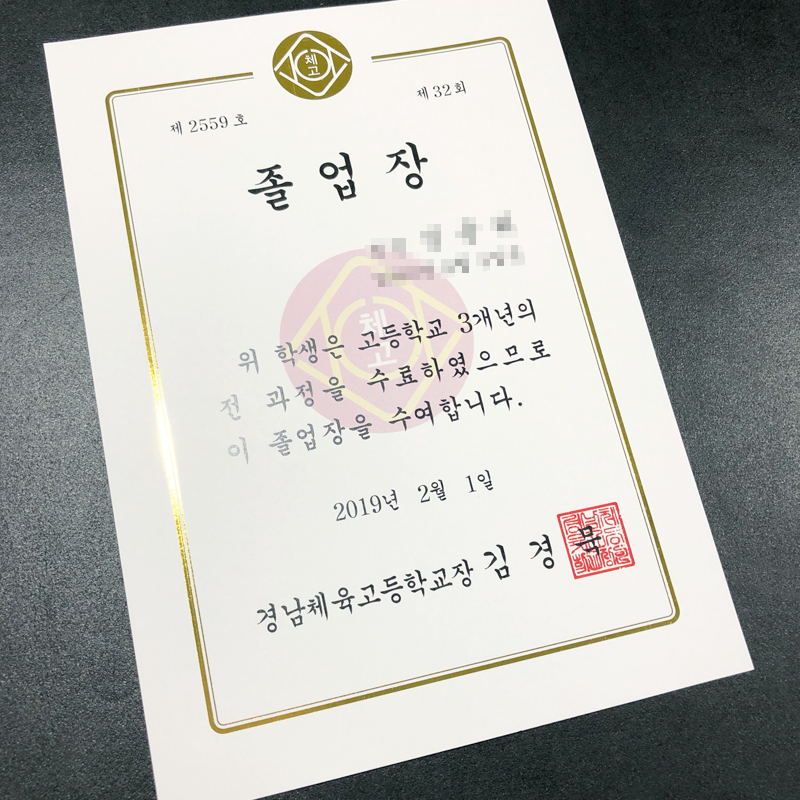 체고
제 2559 호
제 32 회
졸 업 장
체고
위 학생은 고등학교 3개년의
전 과정을 수료하였으므로
이 졸업장을 수여합니다.
2019년 2월 1일
경남체육고등학교장 김 경